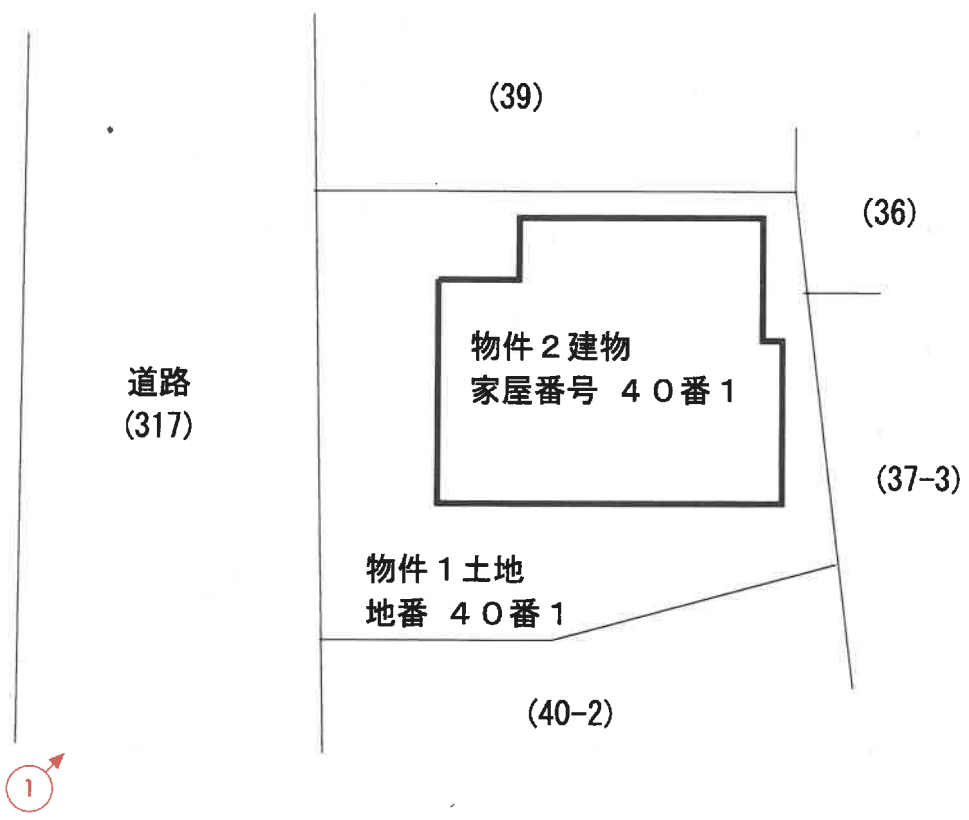 (39)
(36)
物件２建物
家屋番号 ４０番１
道路
(317)
(37-3)
物件１土地
地番 ４０番１
(40-2)
1